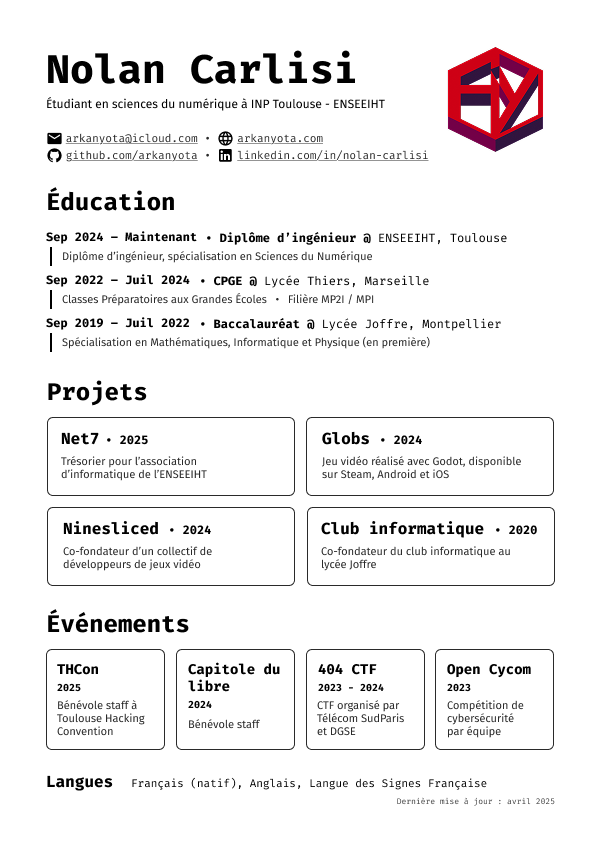 Nolan Carlisi
Étudiant en sciences du numérique à INP Toulouse - ENSEEIHT
arkanyota@icloud.com • arkanyota.com
github.com/arkanyota • linkedin.com/in/nolan-carlisi
Éducation
Sep 2024 – Maintenant • Diplôme d’ingénieur @ ENSEEIHT, Toulouse
Diplôme d’ingénieur, spécialisation en Sciences du Numérique
Sep 2022 – Juil 2024 • CPGE @ Lycée Thiers, Marseille
Classes Préparatoires aux Grandes Écoles • Filière MP2I / MPI
Sep 2019 – Juil 2022 • Baccalauréat @ Lycée Joffre, Montpellier
Spécialisation en Mathématiques, Informatique et Physique (en première)
Projets
Net7 • 2025
Trésorier pour l’association
d’informatique de l’ENSEEIHT
Globs • 2024
Jeu vidéo réalisé avec Godot, disponible
sur Steam, Android et iOS
Ninesliced • 2024
Co-fondateur d’un collectif de
développeurs de jeux vidéo
Club informatique • 2020
Co-fondateur du club informatique au
lycée Joffre
Événements
THCon
2025
Bénévole staff à
Toulouse Hacking
Convention
Capitole du
libre
2024
Bénévole staff
404 CTF
2023 - 2024
CTF organisé par
Télécom SudParis
et DGSE
Open Cycom
2023
Compétition de
cybersécurité
par équipe
Langues Français (natif), Anglais, Langue des Signes Française
Dernière mise à jour : avril 2025